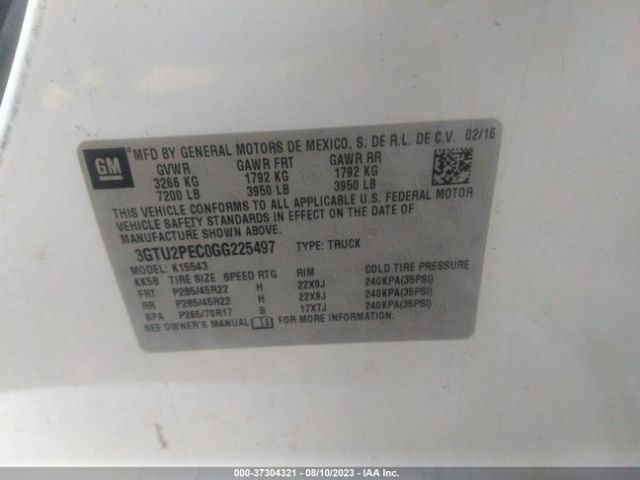 GM
® MFD BY GENERAL MOTORS DE MEXICO, S. DE R.L. DE C.V. 02/16
GVWR GAWR FRT GAWR RR
3266 KG 1792 KG 1792 KG
7200 LB 3950 LB 3950 LB
THIS VEHICLE CONFORMS TO ALL APPLICABLE U.S. FEDERAL MOTOR
VEHICLE SAFETY STANDARDS IN EFFECT ON THE DATE OF
MANUFACTURE SHOWN ABOVE.
3GTU2PEC0GG225497 TYPE: TRUCK
MODEL: K15543
KK5B TIRE SIZE SPEED RTG RIM COLD TIRE PRESSURE
FRT P285/45R22 H 22X9J 240KPA(35PSI)
RR P285/45R22 H 22X9J 240KPA(35PSI)
SPA P265/70R17 S 17X7J 240KPA(35PSI)
SEE OWNER'S MANUAL FOR MORE INFORMATION.
000-37304321 - 08/10/2023 - IAA Inc.